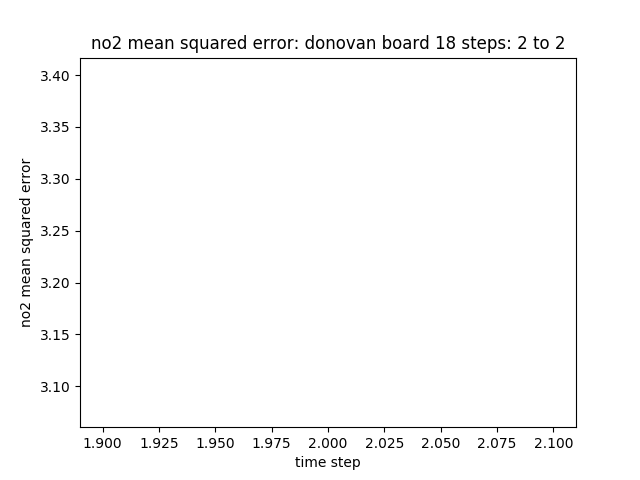 no2 mean squared error: donovan board 18 steps: 2 to 2
3.40
3.35
3.30
3.25
3.20
3.15
3.10
no2 mean squared error
1.900 1.925 1.950 1.975 2.000 2.025 2.050 2.075 2.100
time step